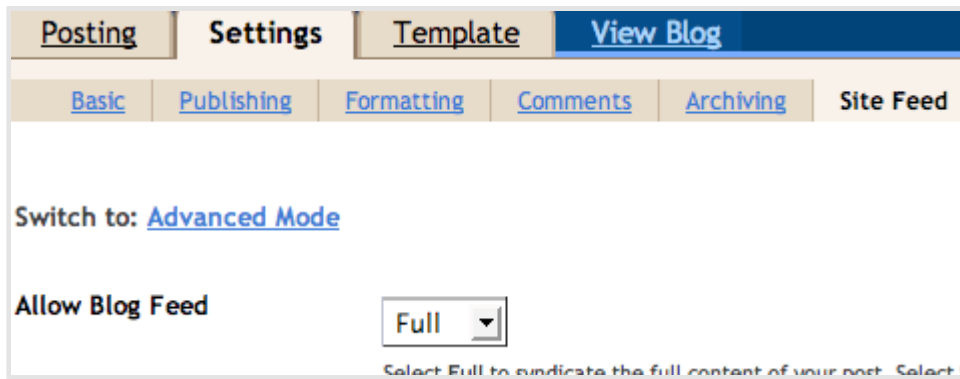 Posting Settings Template View Blog
Basic Publishing Formatting Comments Archiving Site Feed
Switch to: Advanced Mode
Allow Blog Feed
Full
Select Full to syndicate the full content of your post. Select